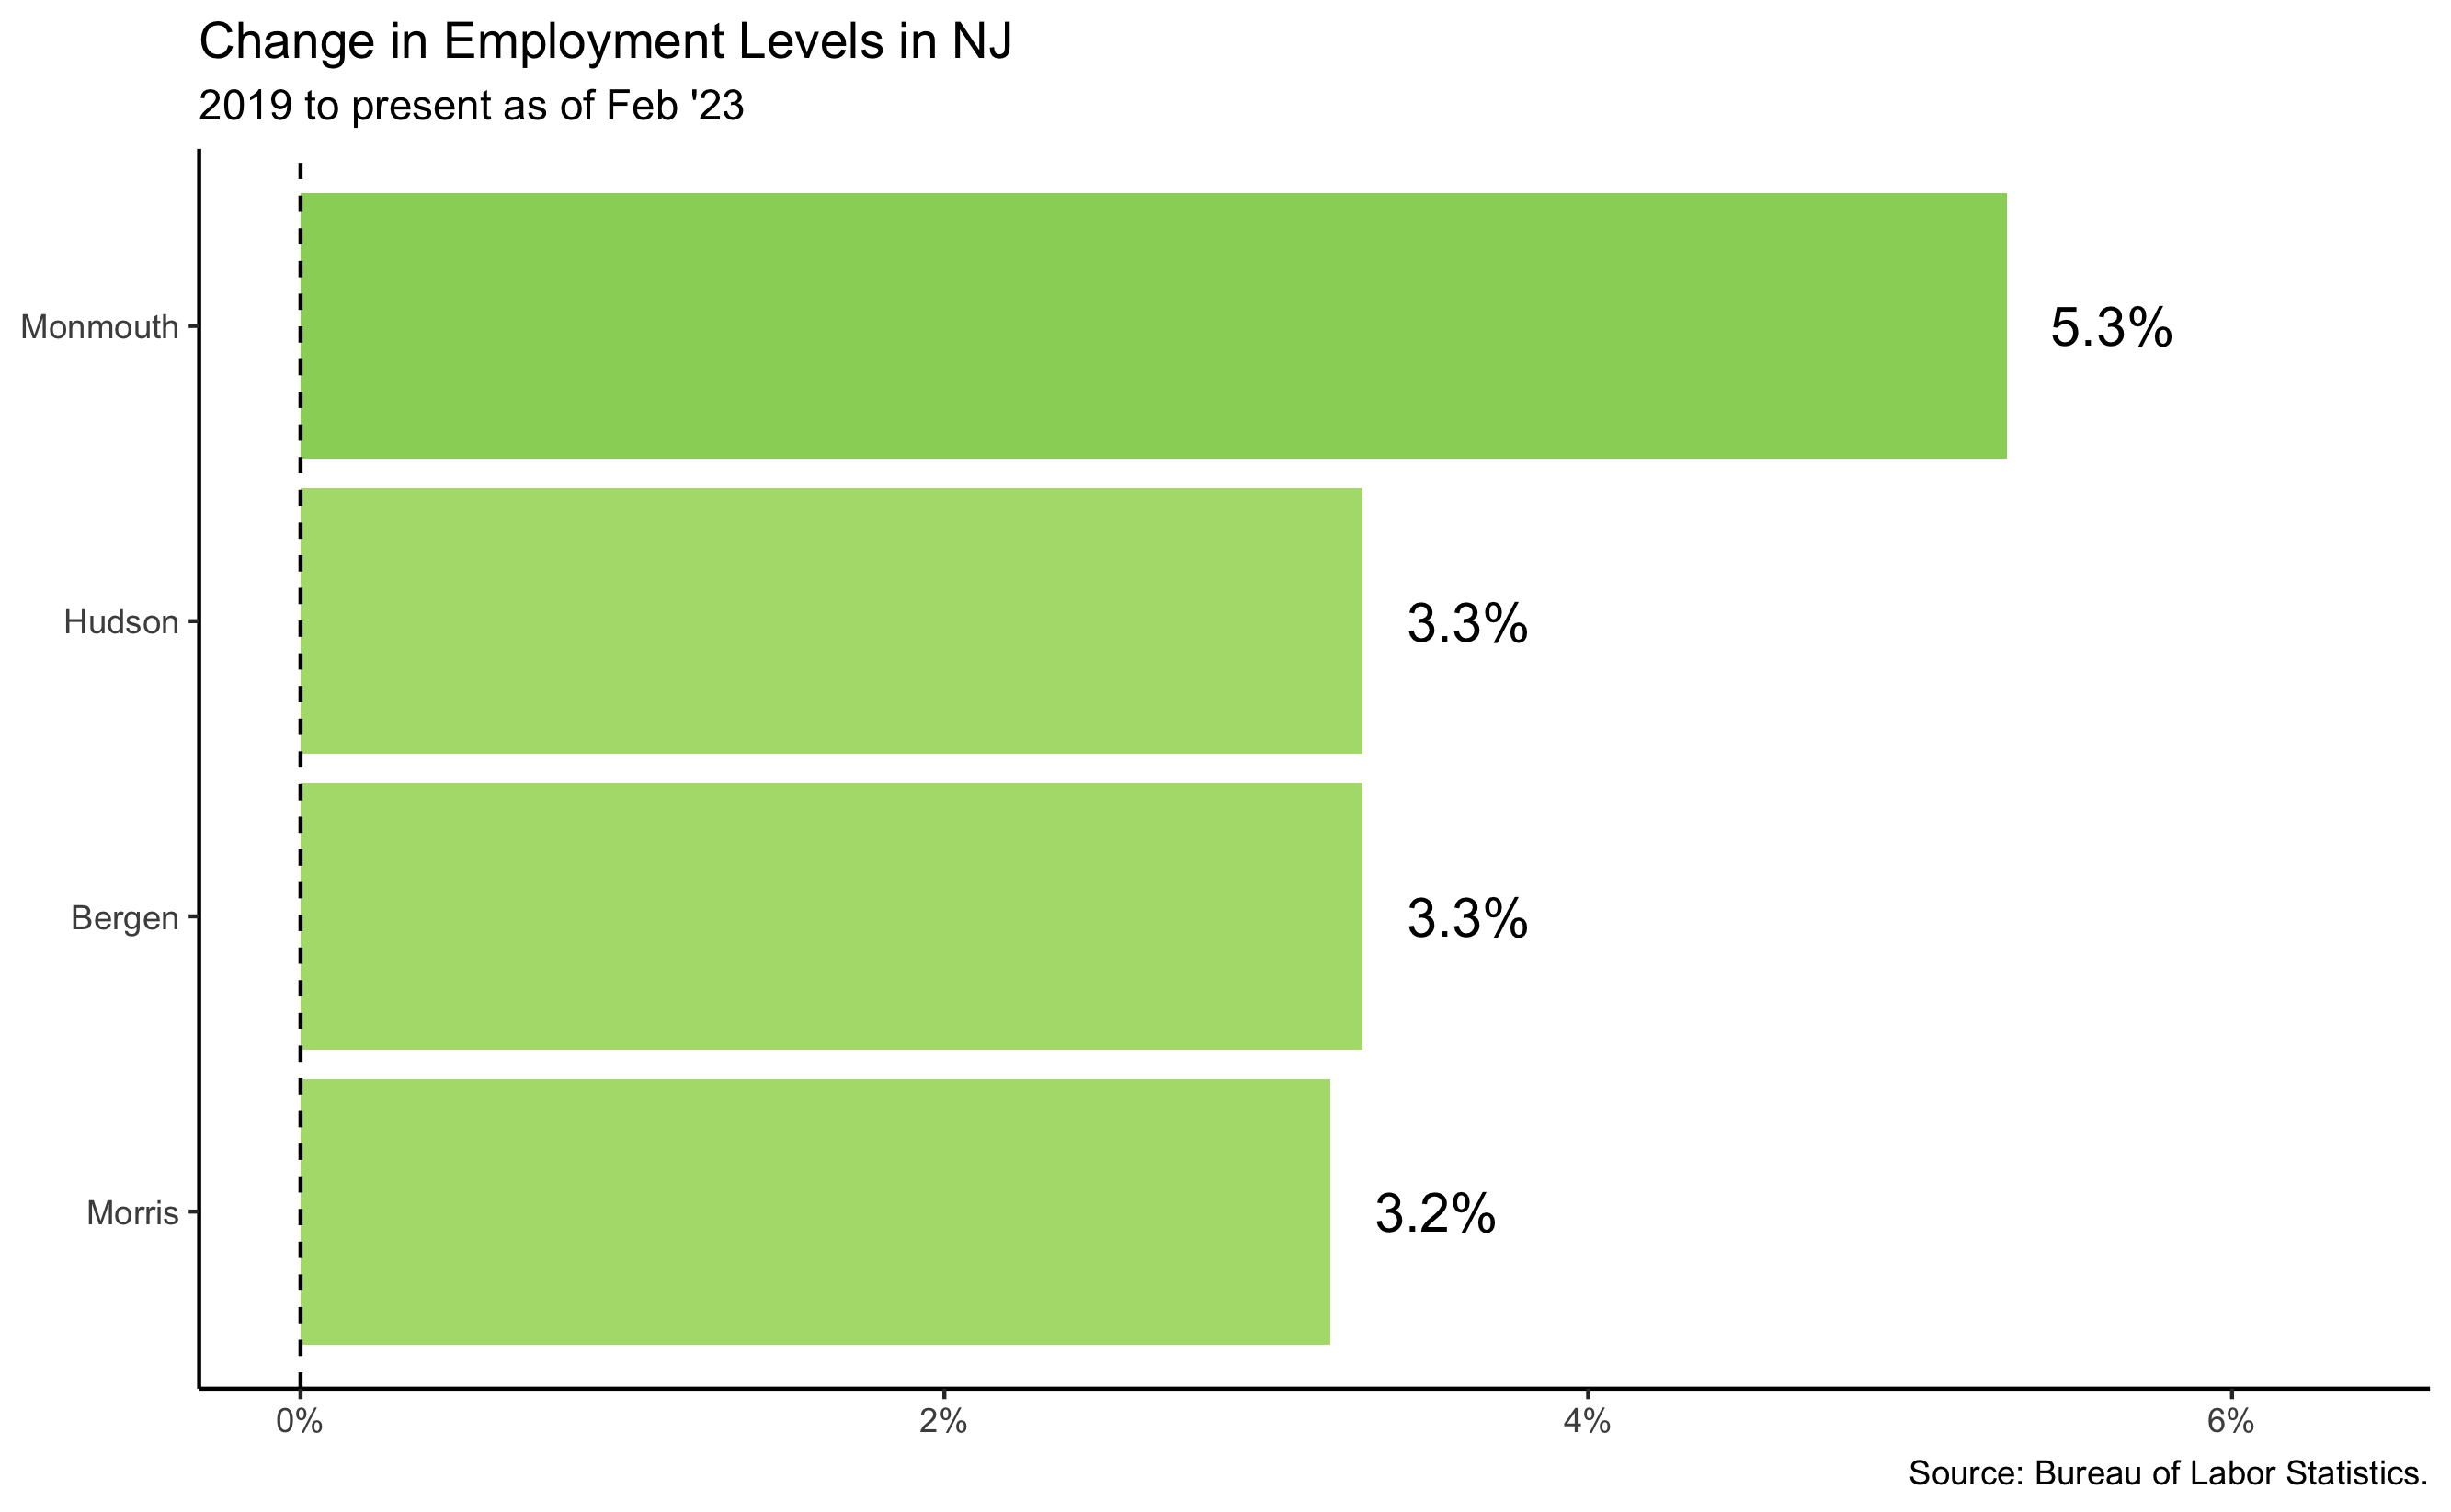 Change in Employment Levels in NJ
2019 to present as of Feb '23
Monmouth
5.3%
Hudson
3.3%
Bergen
3.3%
Morris
3.2%
0% 2% 4% 6%
Source: Bureau of Labor Statistics.